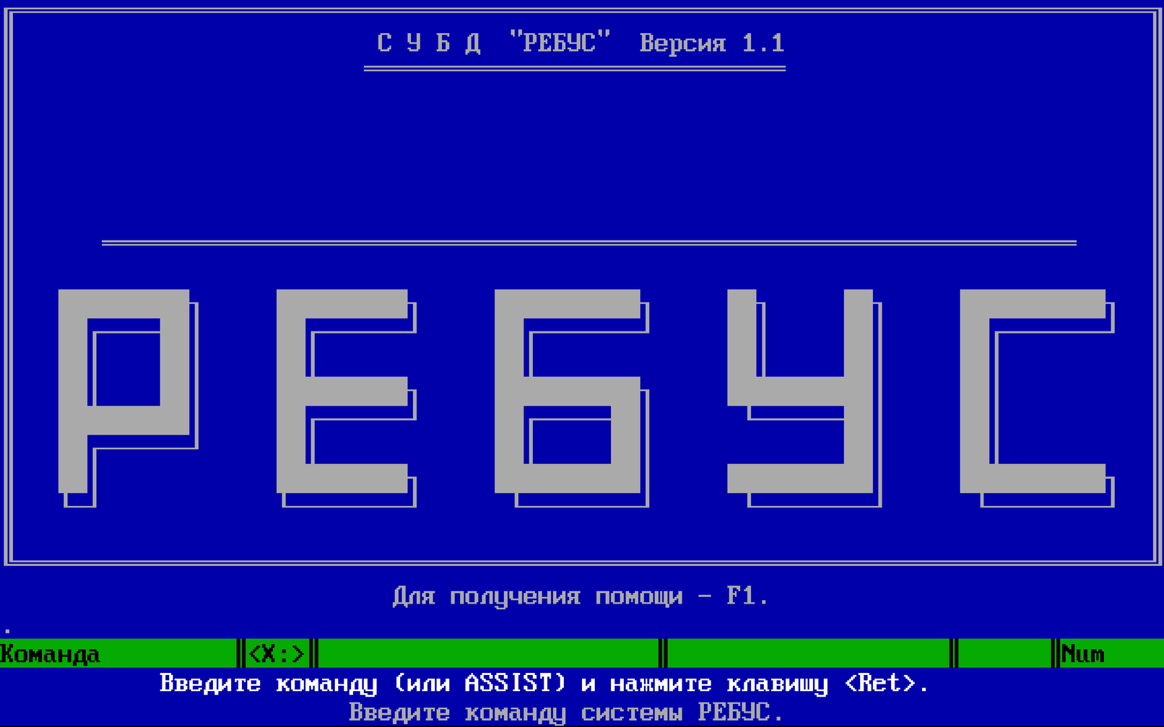 С У Б Д "РЕБУС" Версия 1.1
РЕБУС
Для получения помощи - F1.
.
Команда <X:> Num
Введите команду (или ASSIST) и нажмите клавишу <Ret>.
Введите команду системы РЕБУС.